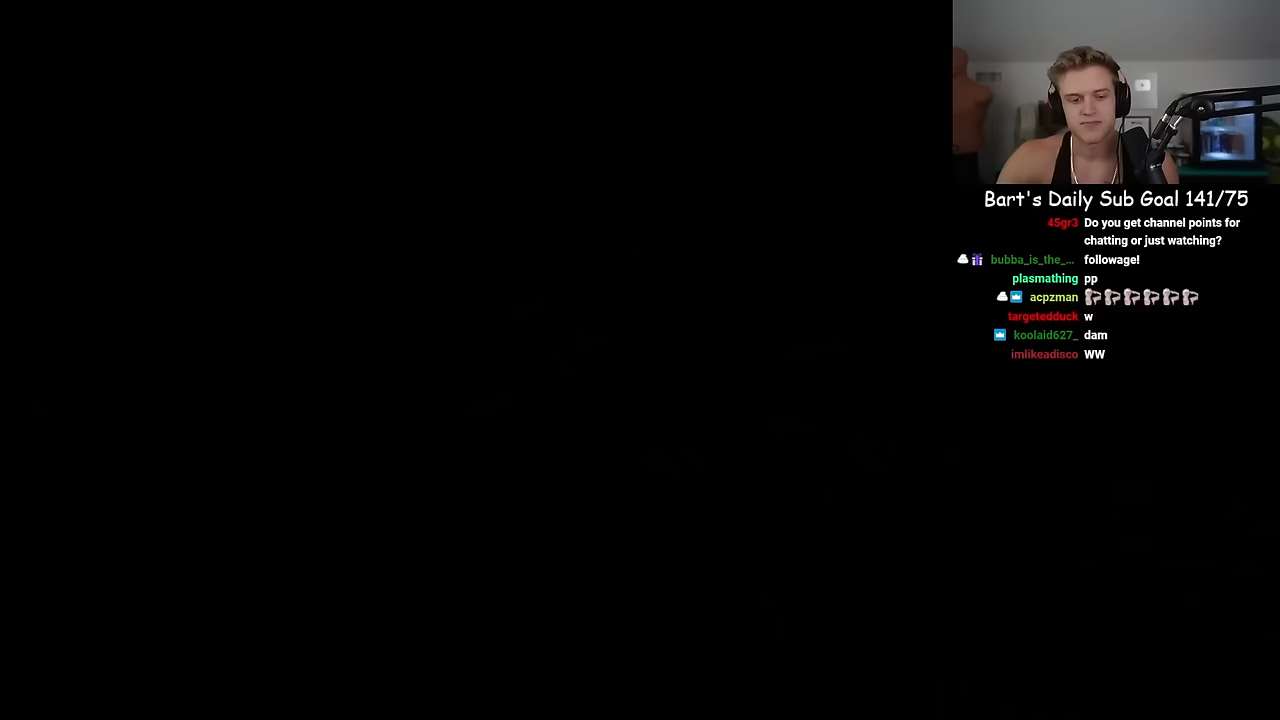 Bart's Daily Sub Goal 141/75
45gr3 Do you get channel points for
chatting or just watching?
bubba_is_the_... followage!
plasmathing pp
acpzman
targetedduck w
koolaid627_ dam
imlikeadisco WW